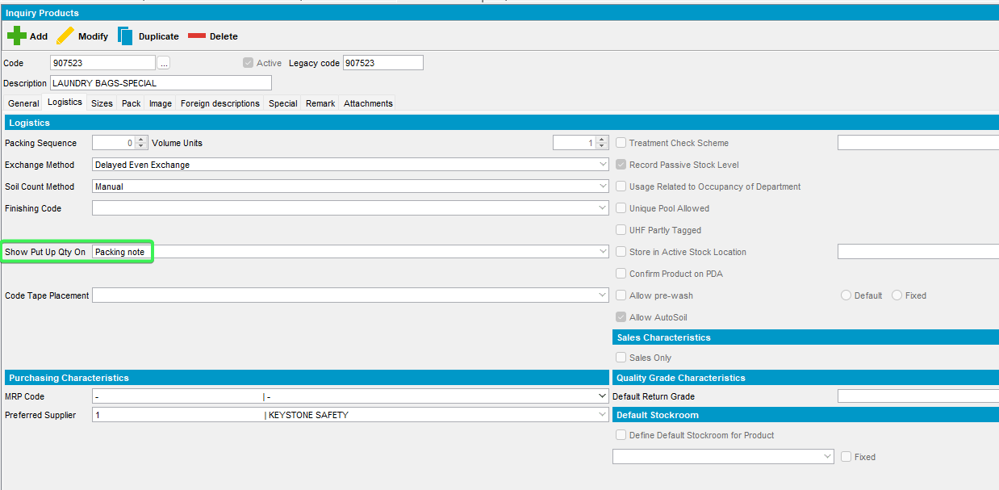 Inquiry Products
Add Modify Duplicate Delete
Code 907523 ... Active Legacy code 907523
Description LAUNDRY BAGS-SPECIAL
General Logistics Sizes Pack Image Foreign descriptions Special Remark Attachments
Logistics
Packing Sequence 0 Volume Units 1 Treatment Check Scheme
Exchange Method Delayed Even Exchange Record Passive Stock Level
Soil Count Method Manual Usage Related to Occupancy of Department
Finishing Code Unique Pool Allowed
UHF Partly Tagged
Show Put Up Qty On Packing note Store in Active Stock Location
Confirm Product on PDA
Code Tape Placement Allow pre-wash Default Fixed
Allow AutoSoil
Sales Characteristics
Sales Only
Purchasing Characteristics Quality Grade Characteristics
MRP Code - | - Default Return Grade
Preferred Supplier 1 | KEYSTONE SAFETY Default Stockroom
Define Default Stockroom for Product
Fixed